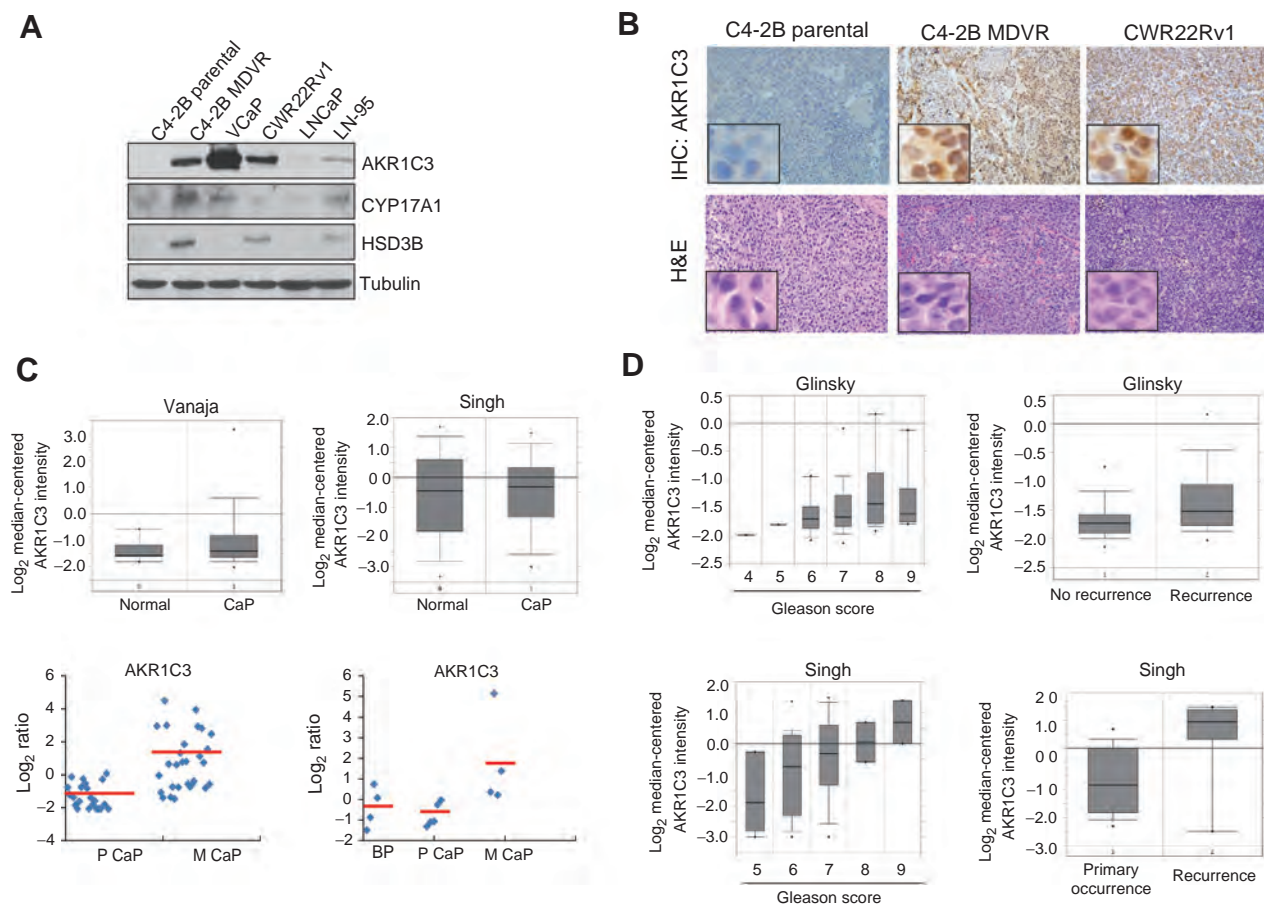 A
C4-2B parental
C4-2B MDVR
VCaP
CWR22Rv1
LNCaP
LN-95
AKR1C3
CYP17A1
HSD3B
Tubulin
B
C4-2B parental
C4-2B MDVR
CWR22Rv1
IHC: AKR1C3
H&E
C
Vanaja
Log2 median-centered
AKR1C3 intensity
3.0
2.0
1.0
0.0
−1.0
−2.0
Normal
CaP
Singh
Log2 median-centered
AKR1C3 intensity
2.0
1.0
0
−1.0
−2.0
−3.0
Normal
CaP
AKR1C3
Log2 ratio
6
4
2
0
−2
−4
P CaP
M CaP
AKR1C3
Log2 ratio
6
5
4
3
2
1
0
−1
−2
BP
P CaP
M CaP
D
Glinsky
Log2 median-centered
AKR1C3 intensity
0.5
0.0
−0.5
−1.0
−1.5
−2.0
−2.5
4
5
6
7
8
9
Gleason score
Glinsky
Log2 median-centered
AKR1C3 intensity
0.5
0.0
−0.5
−1.0
−1.5
−2.0
−2.5
No recurrence
Recurrence
Singh
Log2 median-centered
AKR1C3 intensity
2.0
1.0
0.0
−1.0
−2.0
−3.0
5
6
7
8
9
Gleason score
Singh
Log2 median-centered
AKR1C3 intensity
2.0
1.0
0.0
−1.0
−2.0
−3.0
Primary
occurrence
Recurrence